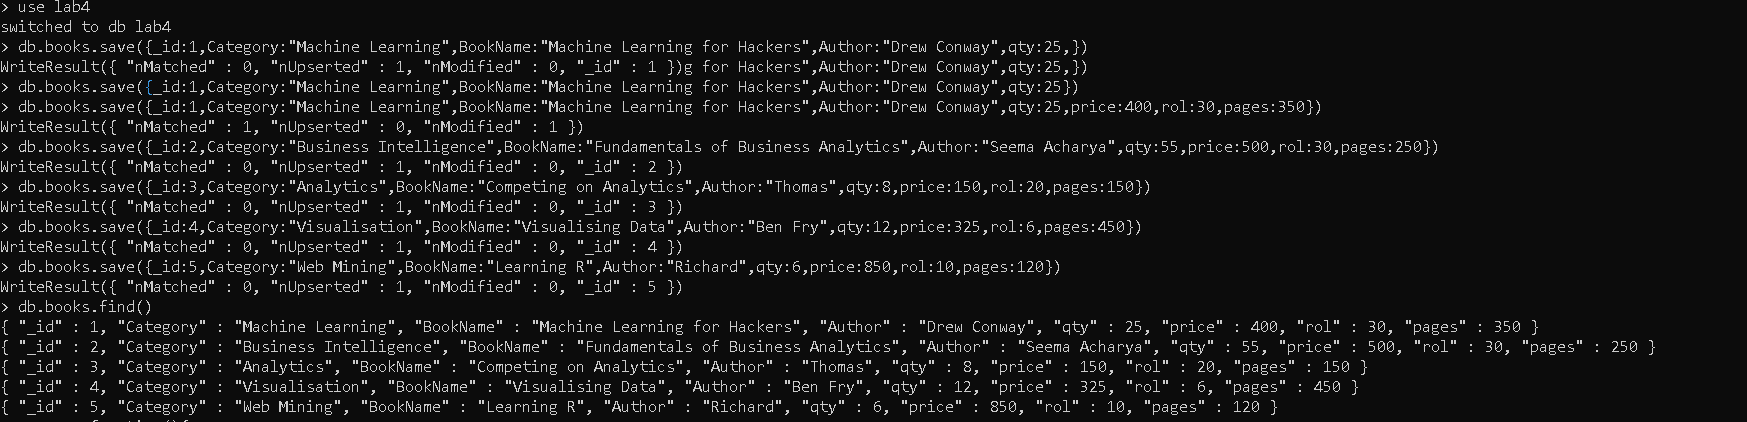 > use lab4
switched to db lab4
> db.books.save({_id:1,Category:"Machine Learning",BookName:"Machine Learning for Hackers",Author:"Drew Conway",qty:25,})
WriteResult({ "nMatched" : 0, "nUpserted" : 1, "nModified" : 0, "_id" : 1 })g for Hackers",Author:"Drew Conway",qty:25,})
> db.books.save({_id:1,Category:"Machine Learning",BookName:"Machine Learning for Hackers",Author:"Drew Conway",qty:25})
> db.books.save({_id:1,Category:"Machine Learning",BookName:"Machine Learning for Hackers",Author:"Drew Conway",qty:25,price:400,rol:30,pages:350})
WriteResult({ "nMatched" : 1, "nUpserted" : 0, "nModified" : 1 })
> db.books.save({_id:2,Category:"Business Intelligence",BookName:"Fundamentals of Business Analytics",Author:"Seema Acharya",qty:55,price:500,rol:30,pages:250})
WriteResult({ "nMatched" : 0, "nUpserted" : 1, "nModified" : 0, "_id" : 2 })
> db.books.save({_id:3,Category:"Analytics",BookName:"Competing on Analytics",Author:"Thomas",qty:8,price:150,rol:20,pages:150})
WriteResult({ "nMatched" : 0, "nUpserted" : 1, "nModified" : 0, "_id" : 3 })
> db.books.save({_id:4,Category:"Visualisation",BookName:"Visualising Data",Author:"Ben Fry",qty:12,price:325,rol:6,pages:450})
WriteResult({ "nMatched" : 0, "nUpserted" : 1, "nModified" : 0, "_id" : 4 })
> db.books.save({_id:5,Category:"Web Mining",BookName:"Learning R",Author:"Richard",qty:6,price:850,rol:10,pages:120})
WriteResult({ "nMatched" : 0, "nUpserted" : 1, "nModified" : 0, "_id" : 5 })
> db.books.find()
{ "_id" : 1, "Category" : "Machine Learning", "BookName" : "Machine Learning for Hackers", "Author" : "Drew Conway", "qty" : 25, "price" : 400, "rol" : 30, "pages" : 350 }
{ "_id" : 2, "Category" : "Business Intelligence", "BookName" : "Fundamentals of Business Analytics", "Author" : "Seema Acharya", "qty" : 55, "price" : 500, "rol" : 30, "pages" : 250 }
{ "_id" : 3, "Category" : "Analytics", "BookName" : "Competing on Analytics", "Author" : "Thomas", "qty" : 8, "price" : 150, "rol" : 20, "pages" : 150 }
{ "_id" : 4, "Category" : "Visualisation", "BookName" : "Visualising Data", "Author" : "Ben Fry", "qty" : 12, "price" : 325, "rol" : 6, "pages" : 450 }
{ "_id" : 5, "Category" : "Web Mining", "BookName" : "Learning R", "Author" : "Richard", "qty" : 6, "price" : 850, "rol" : 10, "pages" : 120 }